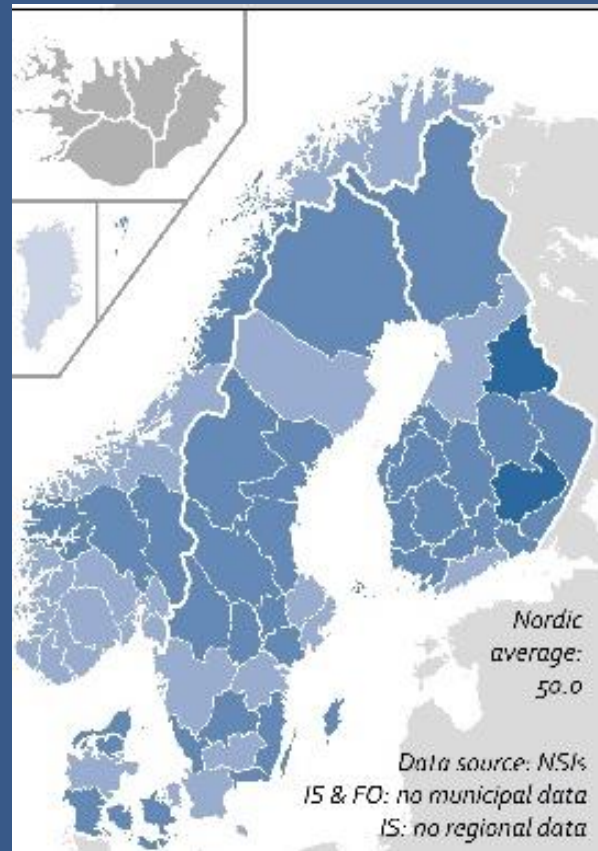 Nordic
average:
50.0
Data source: NSIs
IS & FO: no municipal data
IS: no regional data